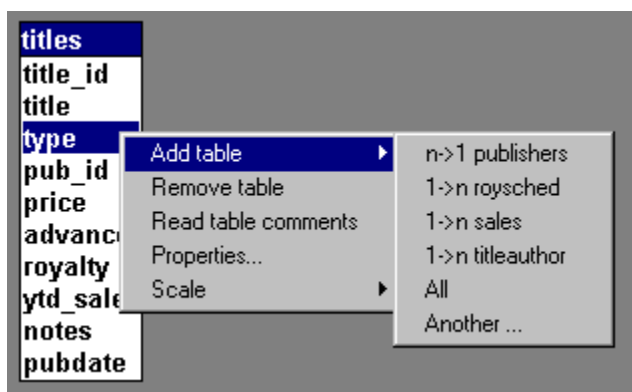 titles
title_id
title
type
pub_id
price
advanc
royalty
ytd_sale
notes
pubdate
Add table
Remove table
Read table comments
Properties...
Scale
n->1 publishers
1->n roysched
1->n sales
1->n titleauthor
All
Another ...